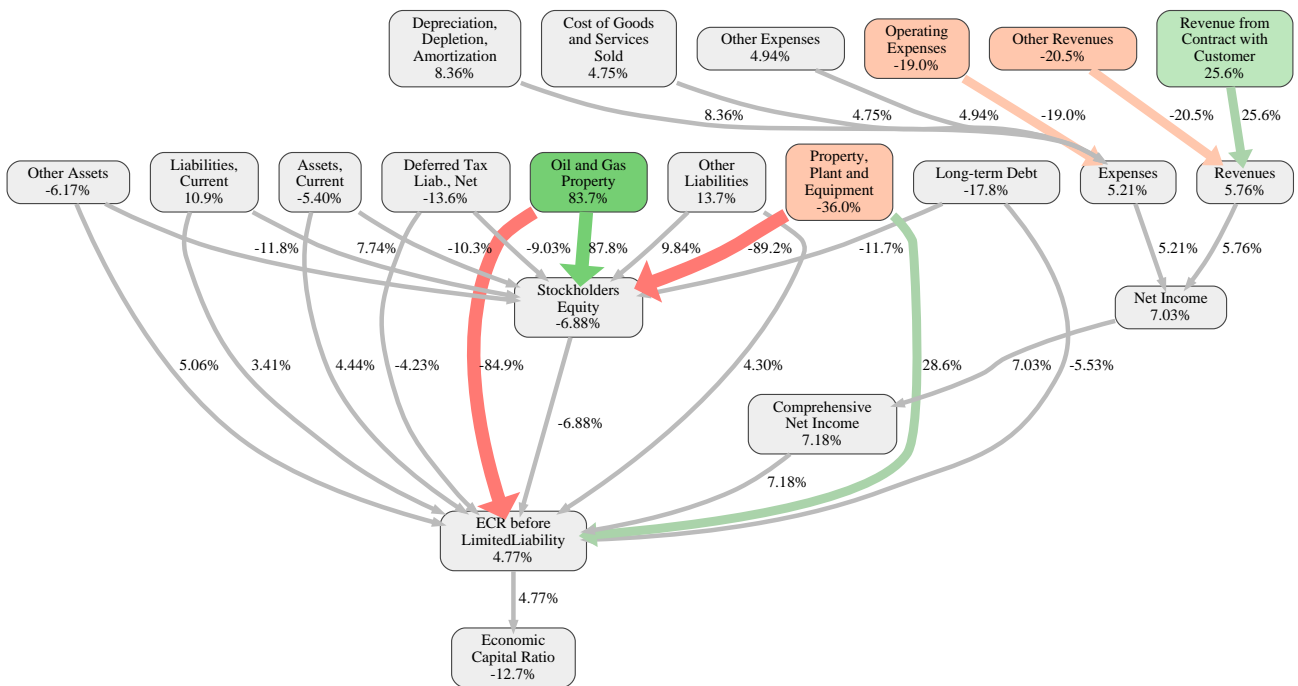 Depreciation,
Depletion,
Amortization
8.36%
Cost of Goods
and Services
Sold
4.75%
Other Expenses
4.94%
Operating
Expenses
-19.0%
Other Revenues
-20.5%
Revenue from
Contract with
Customer
25.6%
8.36%
4.75%
4.94%
-19.0%
-20.5%
25.6%
Other Assets
-6.17%
Liabilities,
Current
10.9%
Assets,
Current
-5.40%
Deferred Tax
Liab., Net
-13.6%
Oil and Gas
Property
83.7%
Other
Liabilities
13.7%
Property,
Plant and
Equipment
-36.0%
Long-term Debt
-17.8%
Expenses
5.21%
Revenues
5.76%
-11.8%
7.74%
-10.3%
-9.03%
87.8%
9.84%
-89.2%
-11.7%
5.21%
5.76%
Stockholders
Equity
-6.88%
Net Income
7.03%
5.06%
3.41%
4.44%
-4.23%
-84.9%
4.30%
28.6%
7.03%
-5.53%
-6.88%
Comprehensive
Net Income
7.18%
7.18%
ECR before
LimitedLiability
4.77%
4.77%
Economic
Capital Ratio
-12.7%